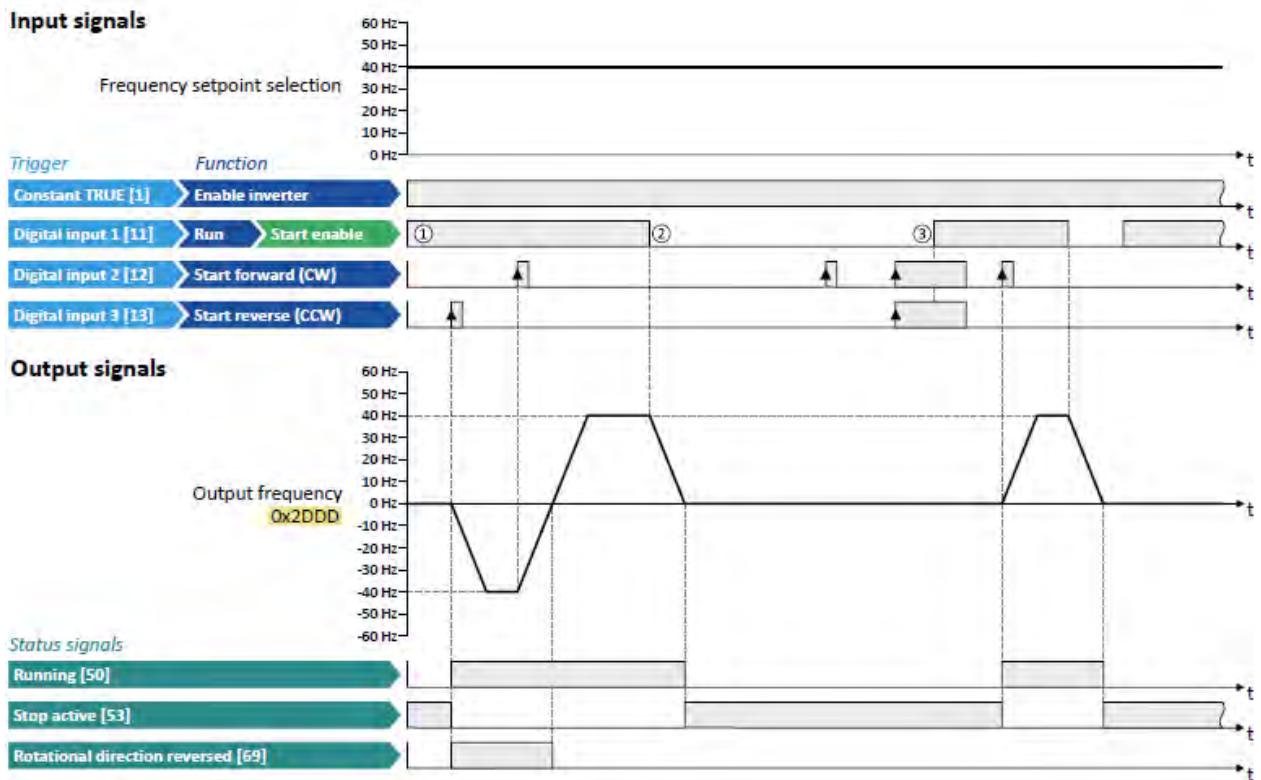 Input signals
60 Hz
50 Hz
40 Hz
Frequency setpoint selection
30 Hz
20 Hz
10 Hz
0 Hz
t
Trigger
Function
Constant TRUE [1]
Enable inverter
t
Digital input 1 [11]
Run
Start enable
①
②
③
t
Digital input 2 [12]
Start forward (CW)
t
Digital input 3 [13]
Start reverse (CCW)
t
Output signals
60 Hz
50 Hz
40 Hz
30 Hz
20 Hz
10 Hz
Output frequency
0 Hz
t
0x2DDD
-10 Hz
-20 Hz
-30 Hz
-40 Hz
-50 Hz
-60 Hz
Status signals
Running [50]
t
Stop active [53]
t
Rotational direction reversed [69]
t